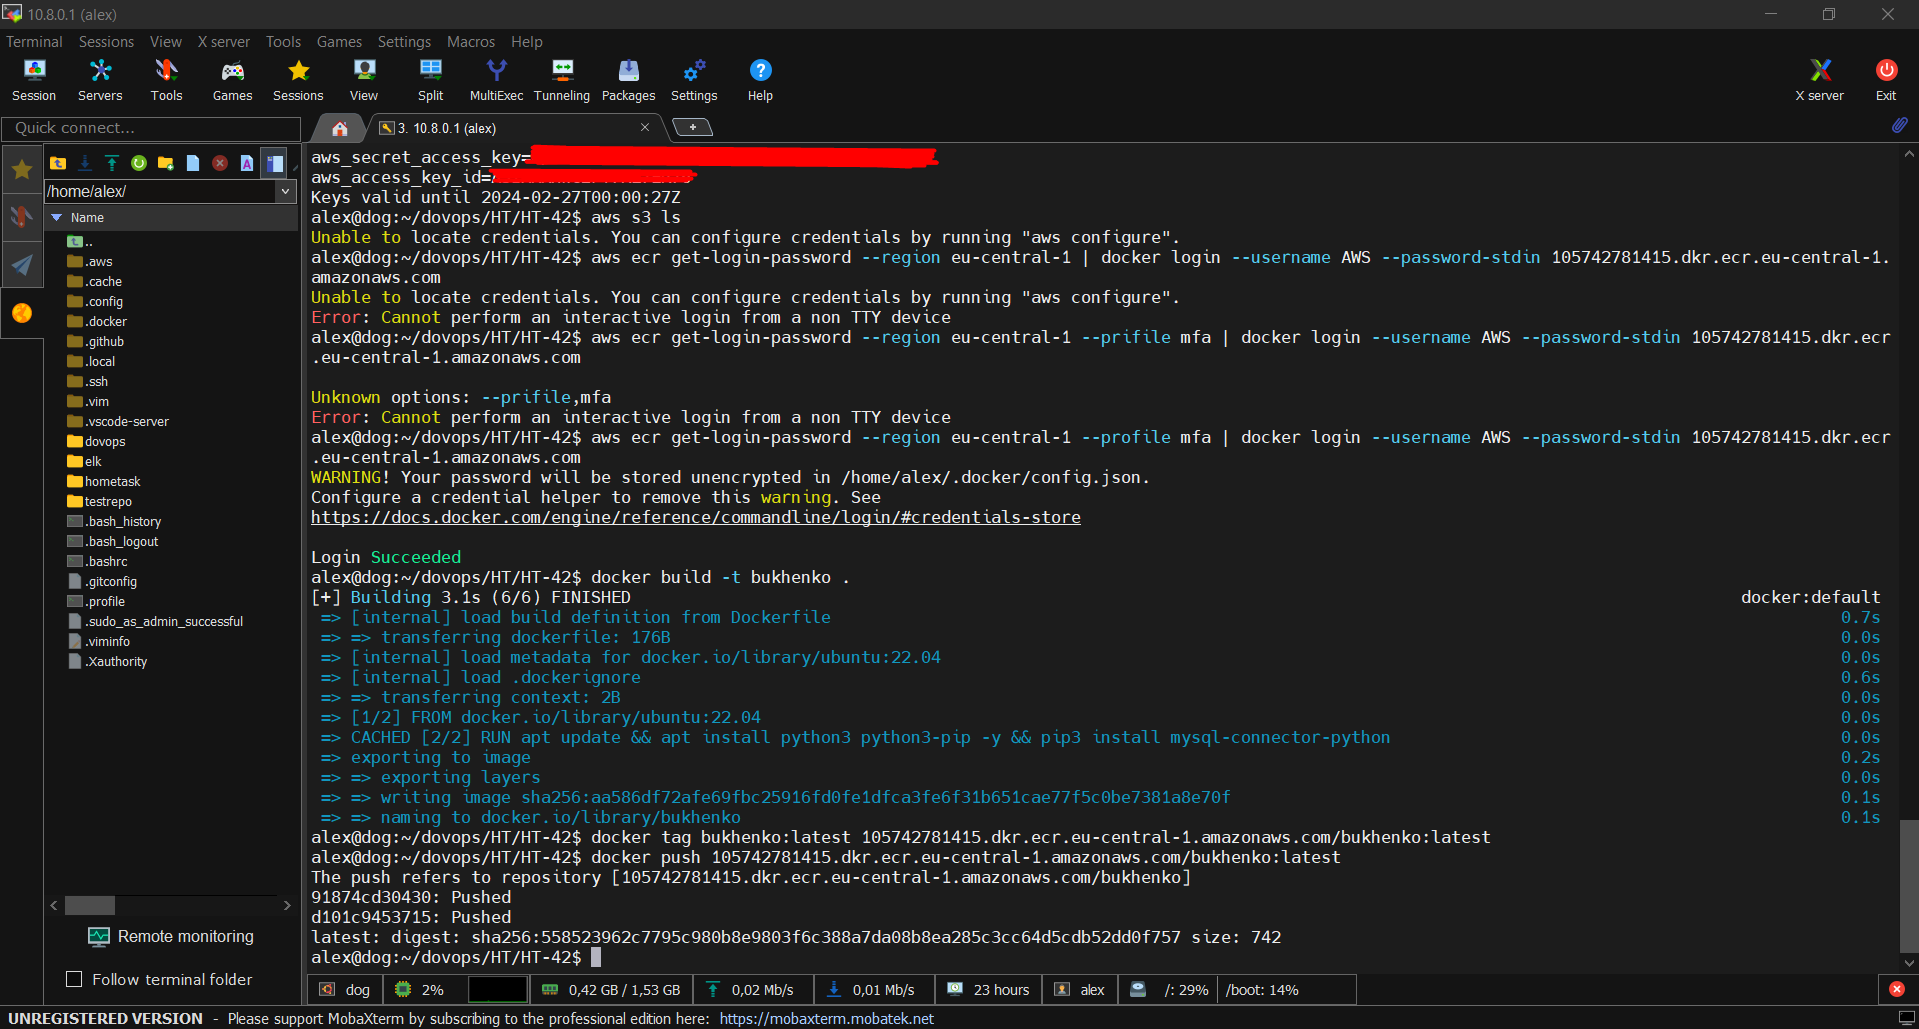 10.8.0.1 (alex)
Terminal Sessions View X server Tools Games Settings Macros Help
Session Servers Tools Games Sessions View Split MultiExec Tunneling Packages Settings Help X server Exit
Quick connect...
3. 10.8.0.1 (alex)
/home/alex/
Name
..
.aws
.cache
.config
.docker
.github
.local
.ssh
.vim
.vscode-server
dovops
elk
hometask
testrepo
.bash_history
.bash_logout
.bashrc
.gitconfig
.profile
.sudo_as_admin_successful
.viminfo
.Xauthority
Remote monitoring
Follow terminal folder
aws_secret_access_key=
aws_access_key_id=
Keys valid until 2024-02-27T00:00:27Z
alex@dog:~/dovops/HT/HT-42$ aws s3 ls
Unable to locate credentials. You can configure credentials by running "aws configure".
alex@dog:~/dovops/HT/HT-42$ aws ecr get-login-password --region eu-central-1 | docker login --username AWS --password-stdin 105742781415.dkr.ecr.eu-central-1.
amazonaws.com
Unable to locate credentials. You can configure credentials by running "aws configure".
Error: Cannot perform an interactive login from a non TTY device
alex@dog:~/dovops/HT/HT-42$ aws ecr get-login-password --region eu-central-1 --prifile mfa | docker login --username AWS --password-stdin 105742781415.dkr.ecr
.eu-central-1.amazonaws.com
Unknown options: --prifile,mfa
Error: Cannot perform an interactive login from a non TTY device
alex@dog:~/dovops/HT/HT-42$ aws ecr get-login-password --region eu-central-1 --profile mfa | docker login --username AWS --password-stdin 105742781415.dkr.ecr
.eu-central-1.amazonaws.com
WARNING! Your password will be stored unencrypted in /home/alex/.docker/config.json.
Configure a credential helper to remove this warning. See
https://docs.docker.com/engine/reference/commandline/login/#credentials-store
Login Succeeded
alex@dog:~/dovops/HT/HT-42$ docker build -t bukhenko .
[+] Building 3.1s (6/6) FINISHED docker:default
=> [internal] load build definition from Dockerfile 0.7s
=> => transferring dockerfile: 176B 0.0s
=> [internal] load metadata for docker.io/library/ubuntu:22.04 0.0s
=> [internal] load .dockerignore 0.6s
=> => transferring context: 2B 0.0s
=> [1/2] FROM docker.io/library/ubuntu:22.04 0.0s
=> CACHED [2/2] RUN apt update && apt install python3 python3-pip -y && pip3 install mysql-connector-python 0.0s
=> exporting to image 0.2s
=> => exporting layers 0.0s
=> => writing image sha256:aa586df72afe69fbc25916fd0fe1dfca3fe6f31b651cae77f5c0be7381a8e70f 0.1s
=> => naming to docker.io/library/bukhenko 0.1s
alex@dog:~/dovops/HT/HT-42$ docker tag bukhenko:latest 105742781415.dkr.ecr.eu-central-1.amazonaws.com/bukhenko:latest
alex@dog:~/dovops/HT/HT-42$ docker push 105742781415.dkr.ecr.eu-central-1.amazonaws.com/bukhenko:latest
The push refers to repository [105742781415.dkr.ecr.eu-central-1.amazonaws.com/bukhenko]
91874cd30430: Pushed
d101c9453715: Pushed
latest: digest: sha256:558523962c7795c980b8e9803f6c388a7da08b8ea285c3cc64d5cdb52dd0f757 size: 742
alex@dog:~/dovops/HT/HT-42$
dog 2% 0,42 GB / 1,53 GB 0,02 Mb/s 0,01 Mb/s 23 hours alex /: 29% /boot: 14%
UNREGISTERED VERSION - Please support MobaXterm by subscribing to the professional edition here: https://mobaxterm.mobatek.net